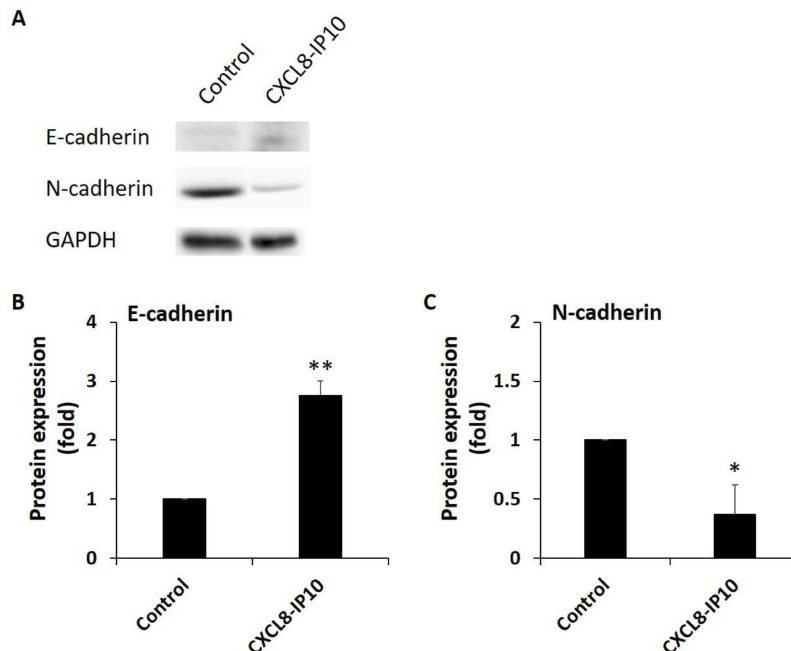 A
Control
CXCL8-IP10
E-cadherin
N-cadherin
GAPDH
B
E-cadherin
Protein expression
(fold)
4
3
2
1
0
**
Control
CXCL8-IP10
C
N-cadherin
Protein expression
(fold)
2
1.5
1
0.5
0
*
Control
CXCL8-IP10